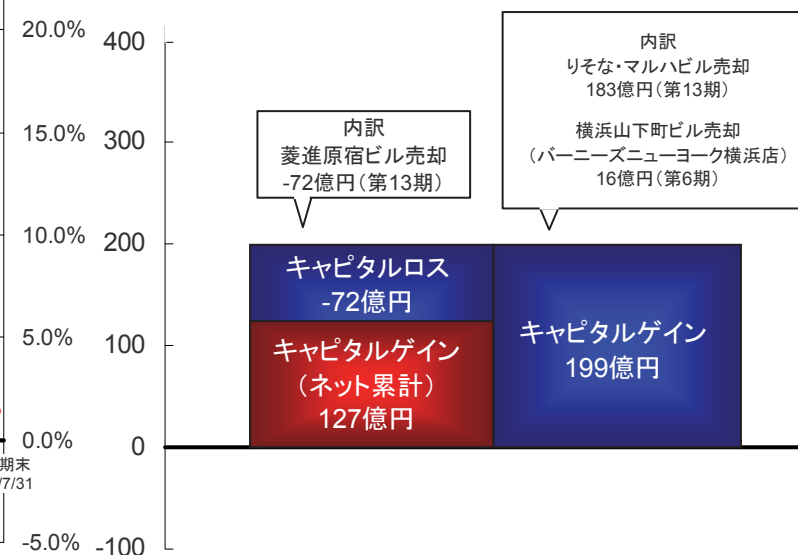 20.0%
15.0%
10.0%
5.0%
0.0%
-5.0%
期末
/7/31
400
300
200
100
0
-100
内訳
菱進原宿ビル売却
-72億円（第13期）
内訳
りそな・マルハビル売却
183億円（第13期）
横浜山下町ビル売却
（バーニーズニューヨーク横浜店）
16億円（第6期）
キャピタルロス
-72億円
キャピタルゲイン
（ネット累計）
127億円
キャピタルゲイン
199億円